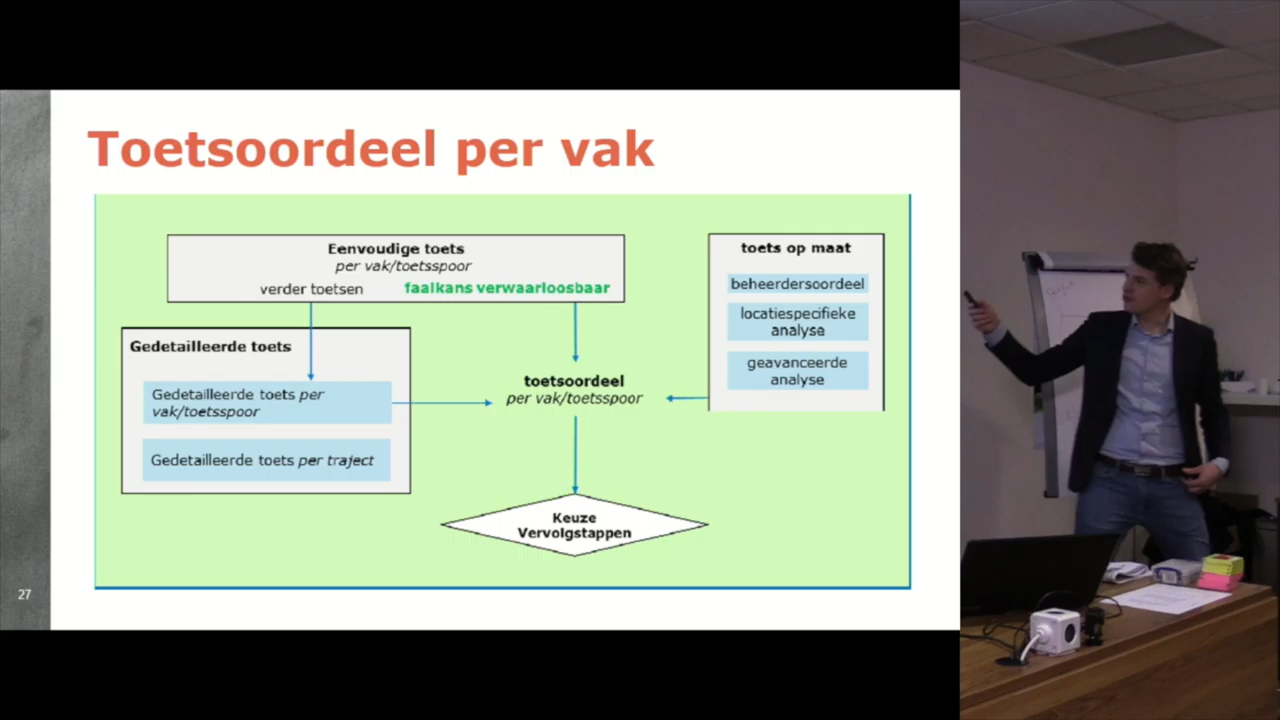 Toetsoordeel per vak
Eenvoudige toets
per vak/toetsspoor
verder toetsen
faalkans verwaarloosbaar
toets op maat
beheerdersoordeel
locatiespecifieke
analyse
geavanceerde
analyse
Gedetailleerde toets
Gedetailleerde toets per
vak/toetsspoor
Gedetailleerde toets per traject
toetsoordeel
per vak/toetsspoor
Keuze
Vervolgstappen
27